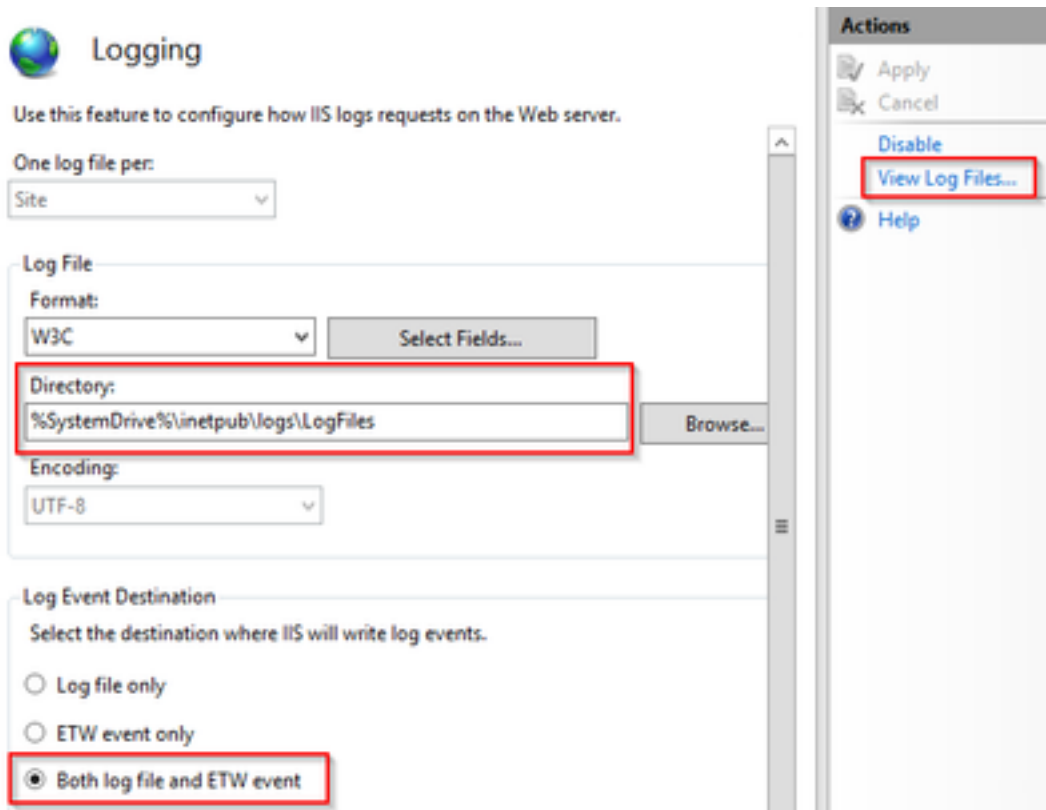 Logging
Use this feature to configure how IIS logs requests on the Web server.
One log file per:
Site
Log File
Format:
W3C
Select Fields...
Directory:
%SystemDrive%\inetpub\logs\LogFiles
Browse...
Encoding:
UTF-8
Log Event Destination
Select the destination where IIS will write log events.
Log file only
ETW event only
Both log file and ETW event
Actions
Apply
Cancel
Disable
View Log Files...
Help